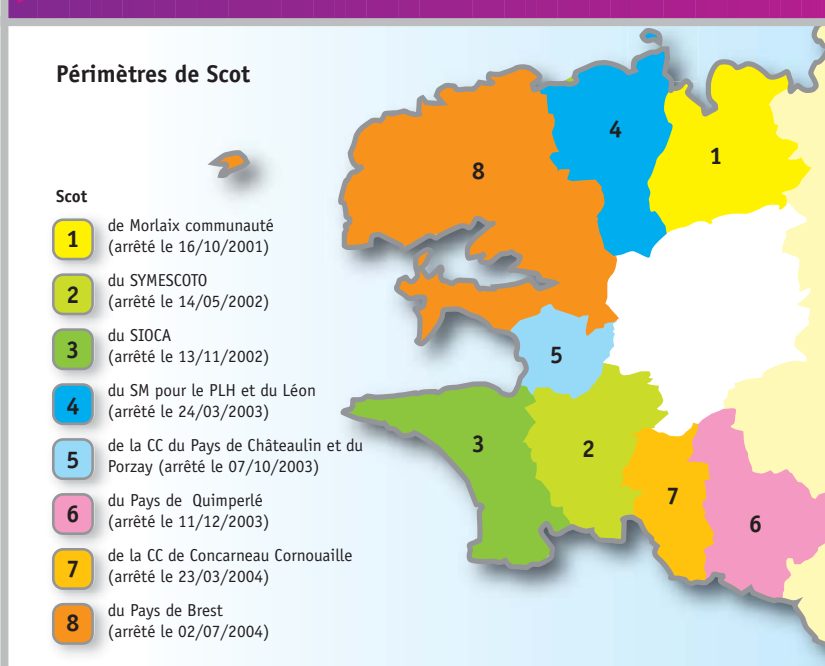 Périmètres de Scot
Scot
1 de Morlaix communauté
(arrêté le 16/10/2001)
2 du SYMESCOTO
(arrêté le 14/05/2002)
3 du SIOCA
(arrêté le 13/11/2002)
4 du SM pour le PLH et du Léon
(arrêté le 24/03/2003)
5 de la CC du Pays de Châteaulin et du
Porzay (arrêté le 07/10/2003)
6 du Pays de Quimperlé
(arrêté le 11/12/2003)
7 de la CC de Concarneau Cornouaille
(arrêté le 23/03/2004)
8 du Pays de Brest
(arrêté le 02/07/2004)
4
1
8
5
3
2
7
6